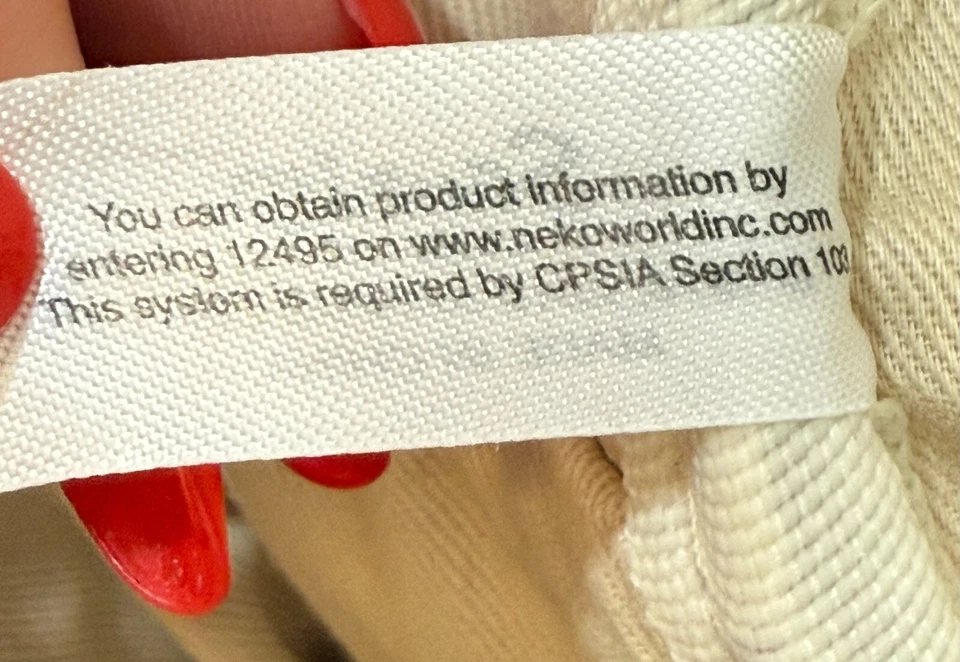 You can obtain product information by
entering 12495 on www.nekoworldinc.com
This system is required by CPSIA Section 103